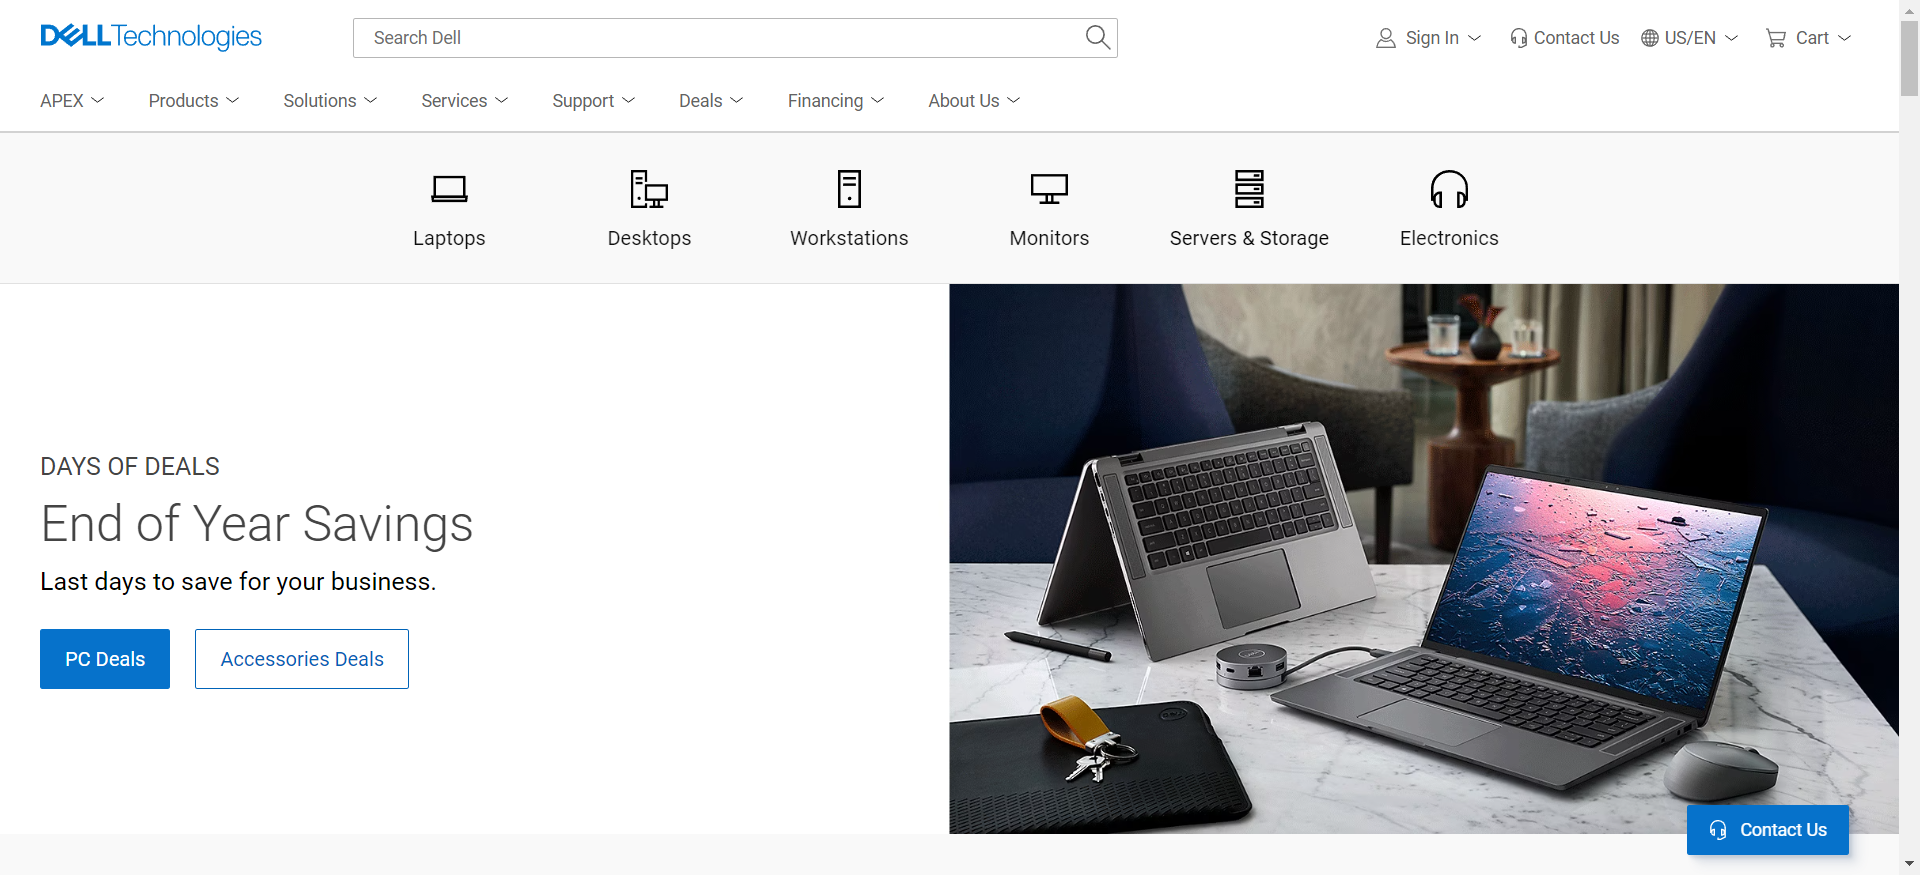 DELLTechnologies
Search Dell
Sign In
Contact Us
US/EN
Cart
APEX
Products
Solutions
Services
Support
Deals
Financing
About Us
Laptops
Desktops
Workstations
Monitors
Servers & Storage
Electronics
DAYS OF DEALS
End of Year Savings
Last days to save for your business.
PC Deals
Accessories Deals
Contact Us